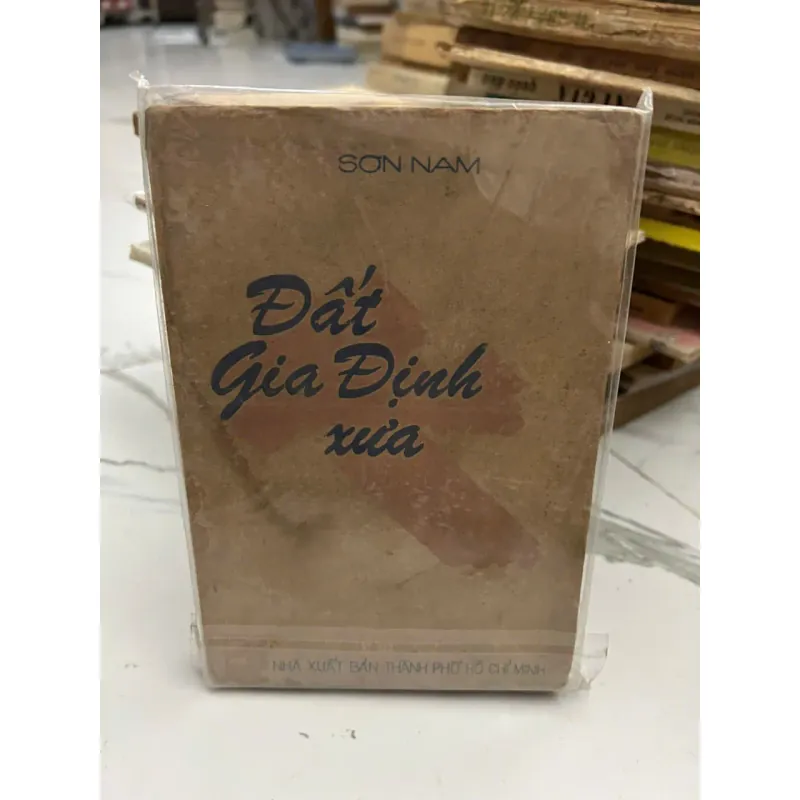 SƠN NAM
Đất
Gia Định
xưa
NHÀ XUẤT BẢN THÀNH PHỐ HỒ CHÍ MINH